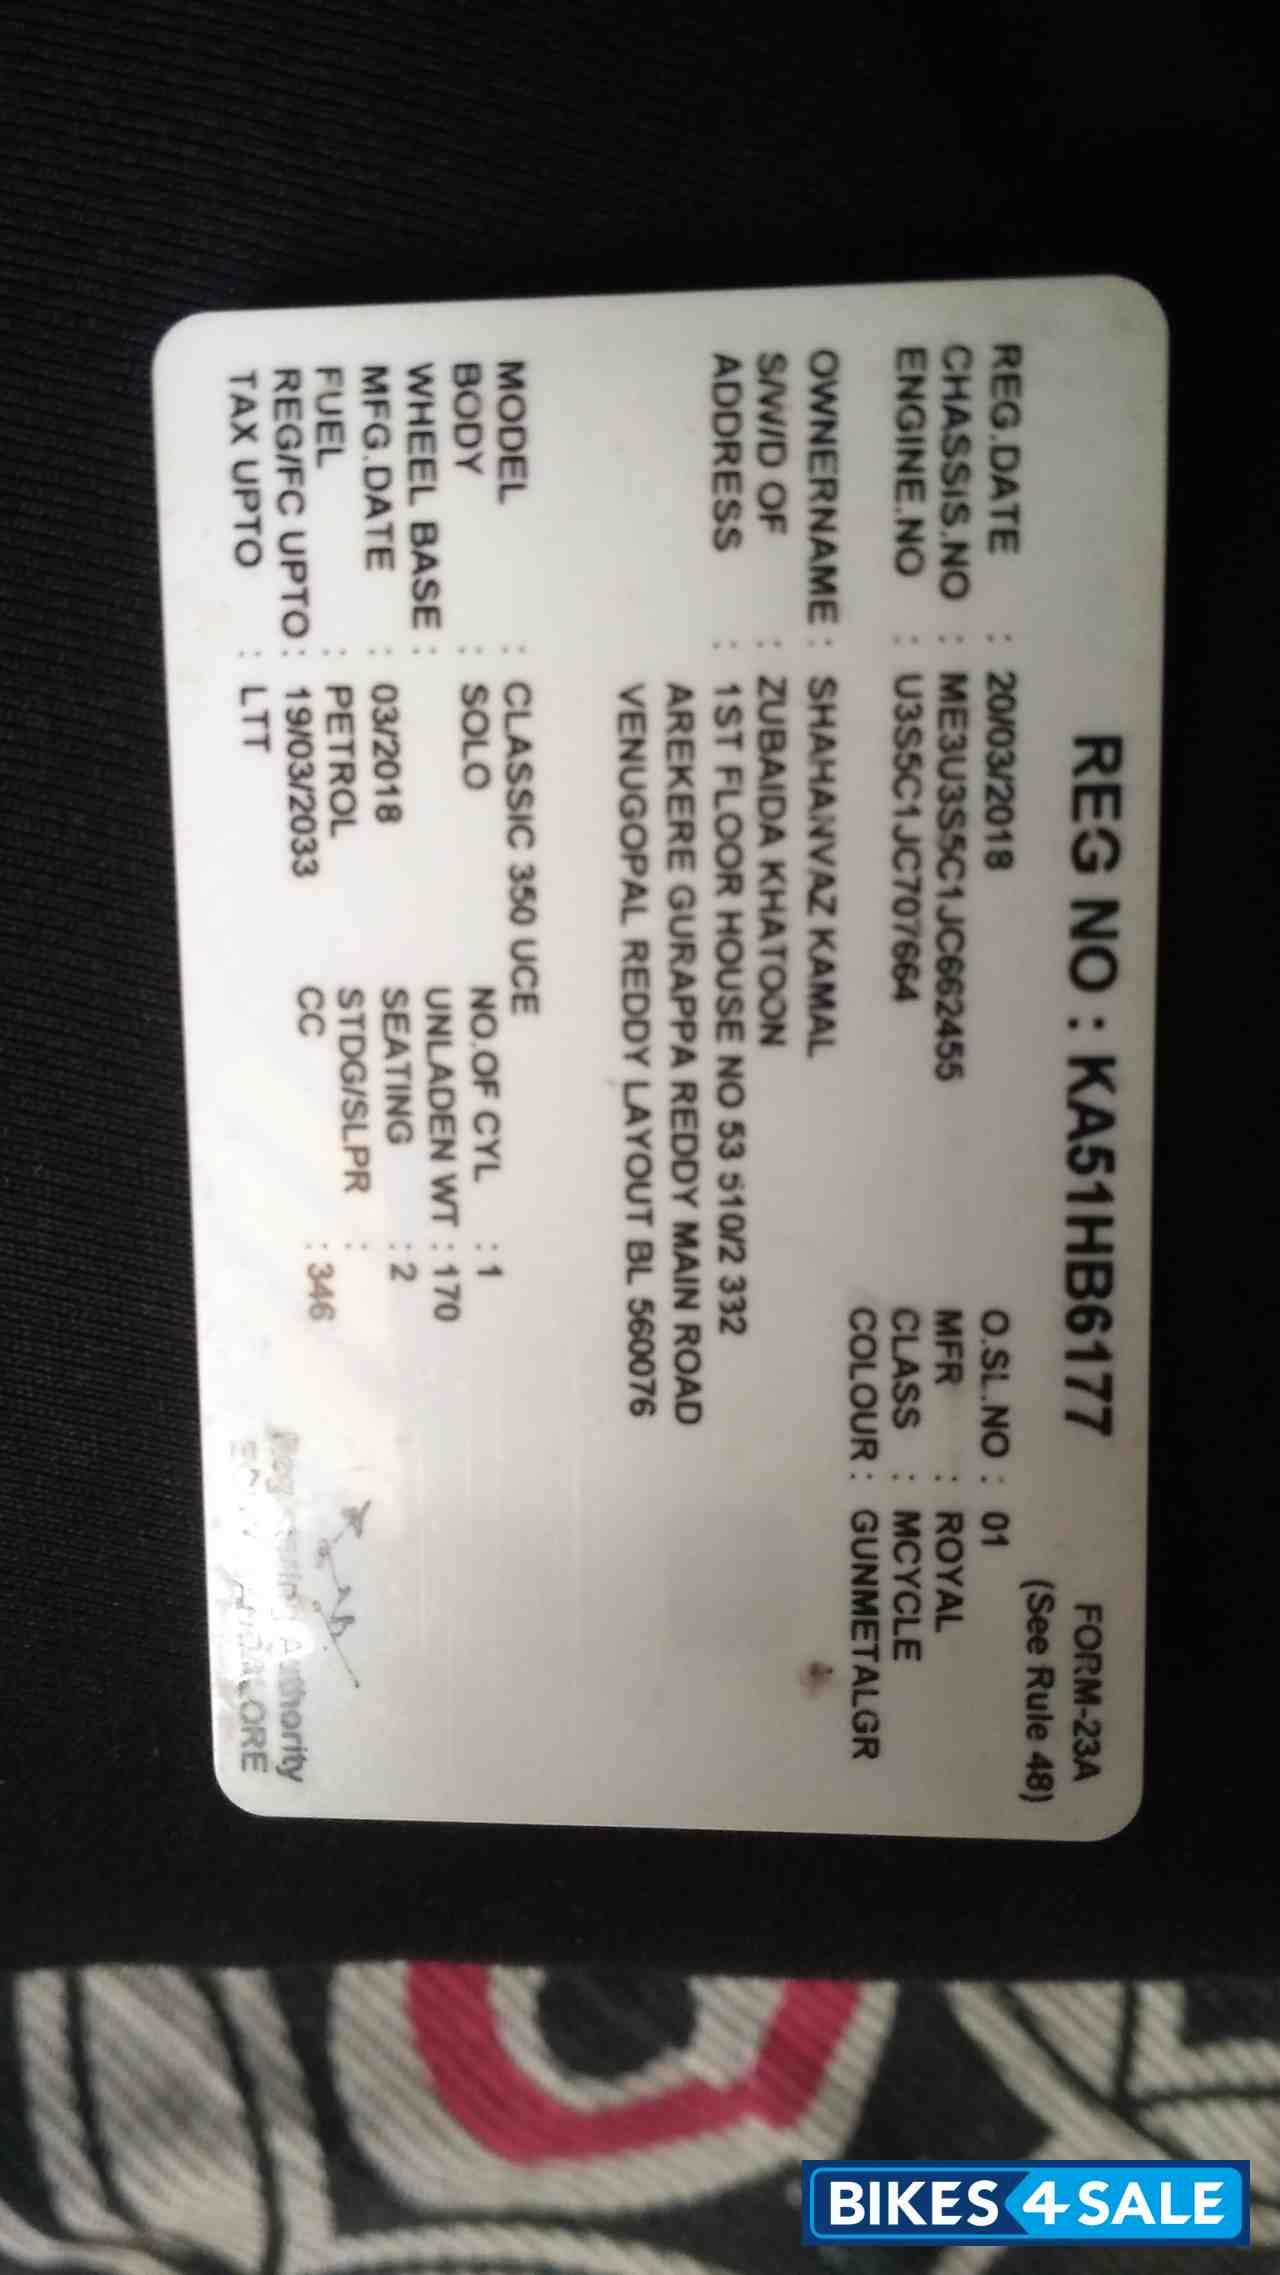 REG NO : KA51HB6177
FORM-23A
(See Rule 48)
REG.DATE : 20/03/2018 O.SL.NO : 01
CHASSIS.NO : ME3U3S5C1JC662455 MFR : ROYAL
ENGINE.NO : U3S5C1JC707664 CLASS : MCYCLE
COLOUR : GUNMETALGR
OWNERNAME : SHAHANVAZ KAMAL
S/W/D OF : ZUBAIDA KHATOON
ADDRESS : 1ST FLOOR HOUSE NO 53 510/2 332
AREKERE GURAPPA REDDY MAIN ROAD
VENUGOPAL REDDY LAYOUT BL 560076
MODEL : CLASSIC 350 UCE
BODY : SOLO NO.OF CYL : 1
WHEEL BASE : UNLADEN WT : 170
MFG.DATE : 03/2018 SEATING : 2
FUEL : PETROL STDG/SLPR :
REG/FC UPTO : 19/03/2033 CC : 346
TAX UPTO : LTT
Authority
BIKES4SALE